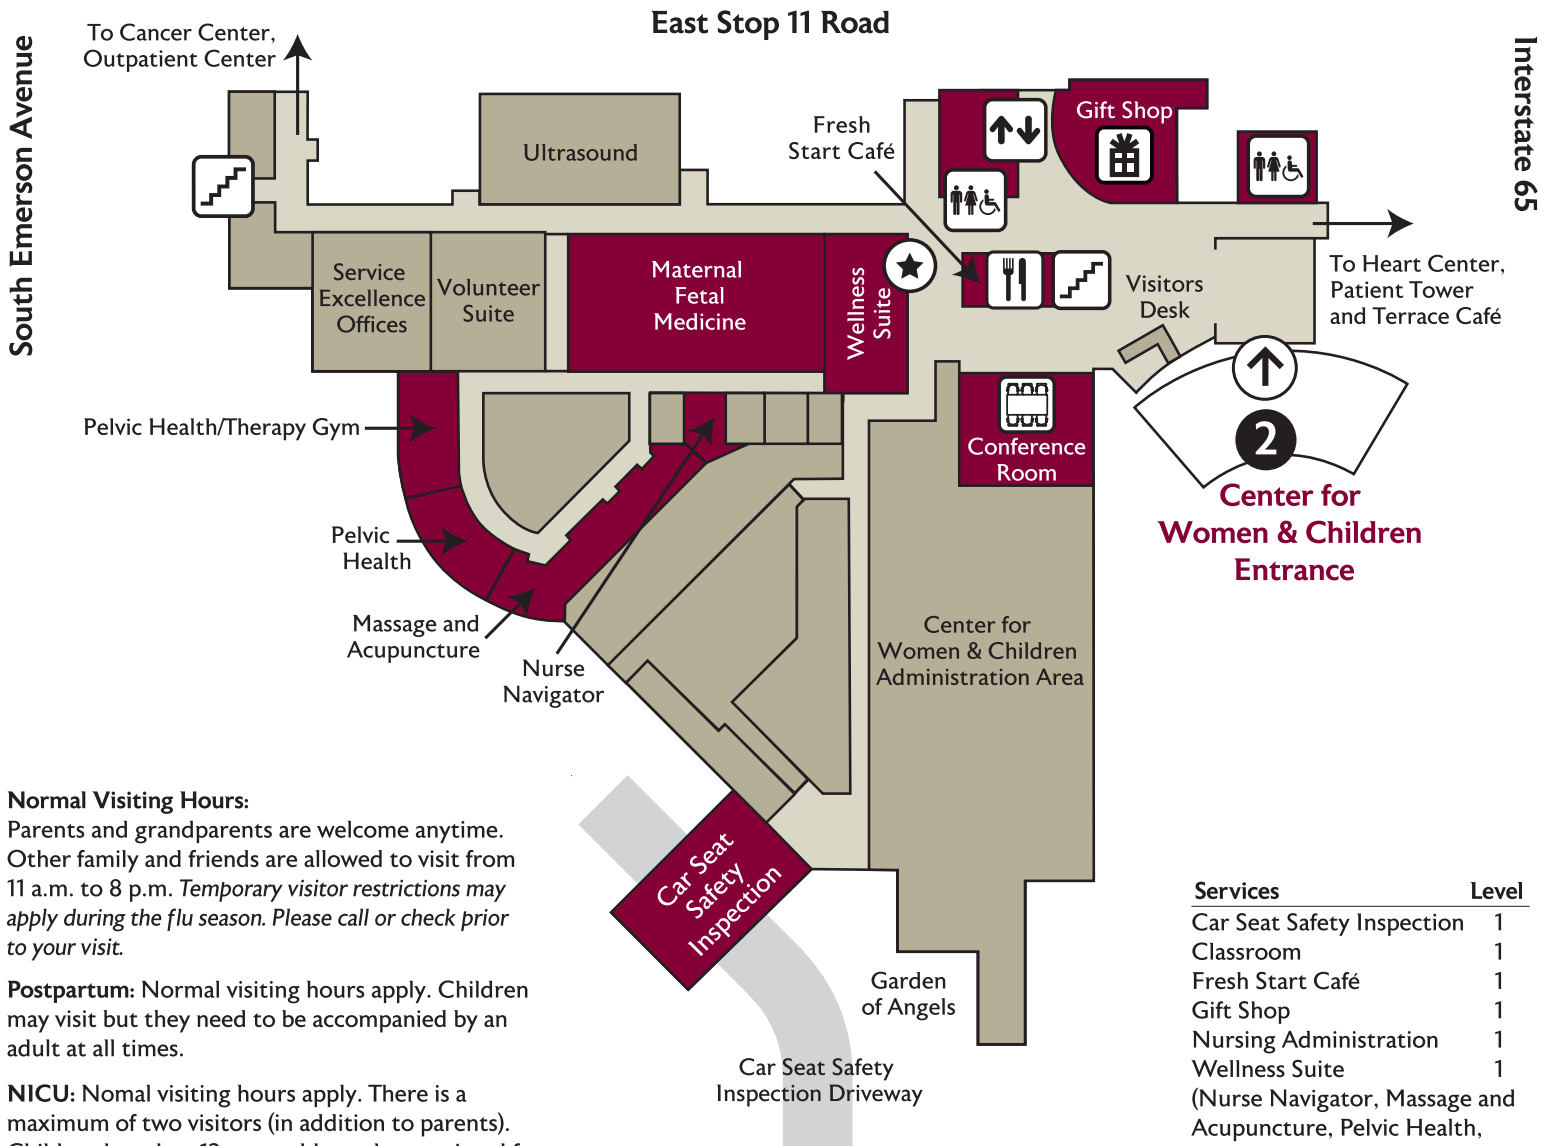 East Stop 11 Road
South Emerson Avenue
Interstate 65
To Cancer Center,
Outpatient Center
Ultrasound
Fresh
Start Café
Gift Shop
Service
Excellence
Offices
Volunteer
Suite
Maternal
Fetal
Medicine
Wellness
Suite
Visitors
Desk
To Heart Center,
Patient Tower
and Terrace Café
Pelvic Health/Therapy Gym
Conference
Room
2
Center for
Women & Children
Entrance
Pelvic
Health
Massage and
Acupuncture
Nurse
Navigator
Center for
Women & Children
Administration Area
Car Seat
Safety
Inspection
Garden
of Angels
Car Seat Safety
Inspection Driveway
Normal Visiting Hours:
Parents and grandparents are welcome anytime.
Other family and friends are allowed to visit from
11 a.m. to 8 p.m. Temporary visitor restrictions may
apply during the flu season. Please call or check prior
to your visit.
Postpartum: Normal visiting hours apply. Children
may visit but they need to be accompanied by an
adult at all times.
NICU: Nomal visiting hours apply. There is a
maximum of two visitors (in addition to parents).
Services Level
Car Seat Safety Inspection 1
Classroom 1
Fresh Start Café 1
Gift Shop 1
Nursing Administration 1
Wellness Suite 1
(Nurse Navigator, Massage and
Acupuncture, Pelvic Health,